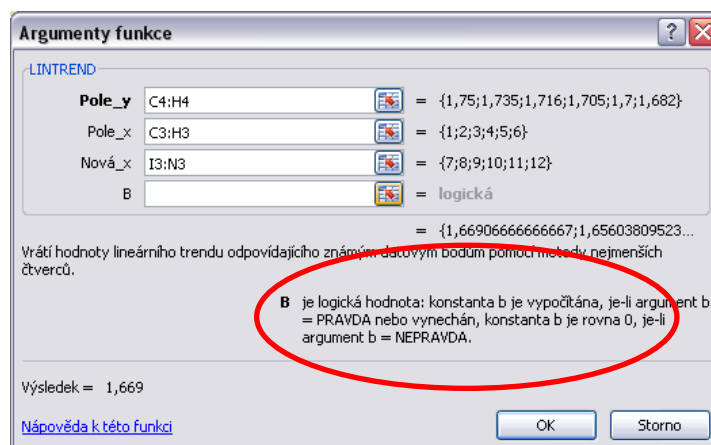 Argumenty funkce
LINTREND
Pole_y C4:H4 = {1,75;1,735;1,716;1,705;1,7;1,682}
Pole_x C3:H3 = {1;2;3;4;5;6}
Nová_x I3:N3 = {7;8;9;10;11;12}
B = logická
= {1,66906666666667;1,65603809523...
Vrátí hodnoty lineárního trendu odpovídajícího známým datovým bodům pomocí metody nejmenších
čtverců.
B je logická hodnota: konstanta b je vypočítána, je-li argument b
= PRAVDA nebo vynechán, konstanta b je rovna 0, je-li
argument b = NEPRAVDA.
Výsledek = 1,669
Nápověda k této funkci
OK Storno